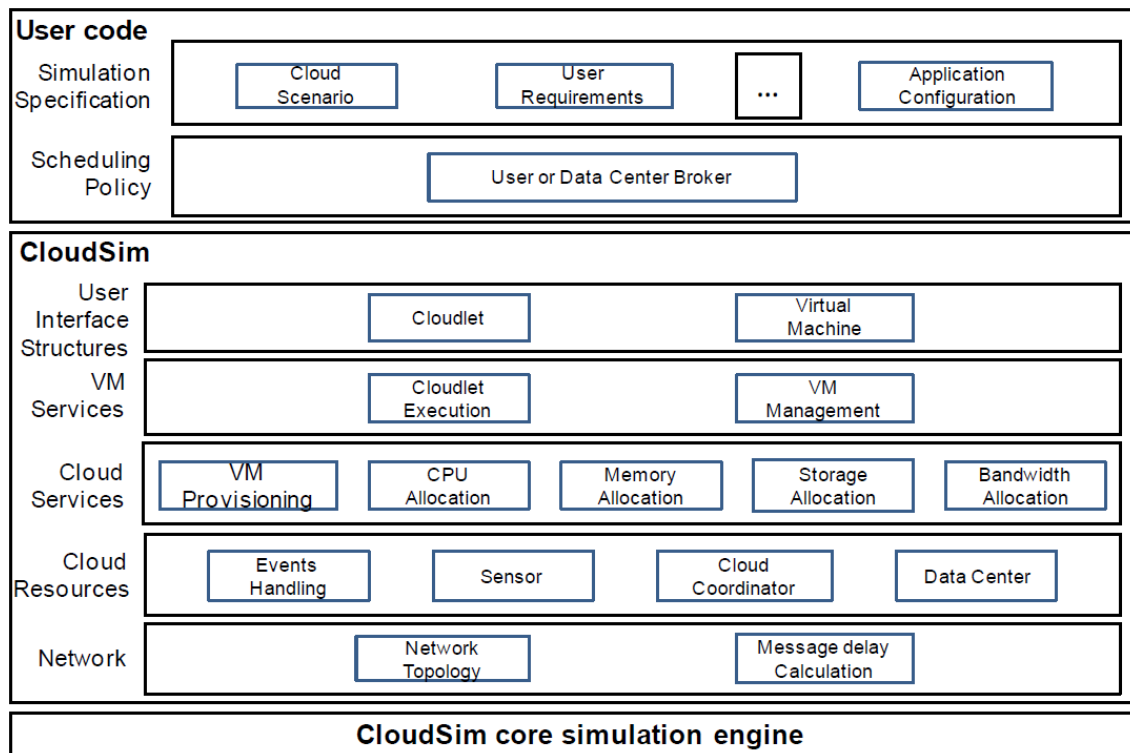 User code
Simulation
Specification
Cloud
Scenario
User
Requirements
...
Application
Configuration
Scheduling
Policy
User or Data Center Broker
CloudSim
User
Interface
Structures
Cloudlet
Virtual
Machine
VM
Services
Cloudlet
Execution
VM
Management
Cloud
Services
VM
Provisioning
CPU
Allocation
Memory
Allocation
Storage
Allocation
Bandwidth
Allocation
Cloud
Resources
Events
Handling
Sensor
Cloud
Coordinator
Data Center
Network
Network
Topology
Message delay
Calculation
CloudSim core simulation engine